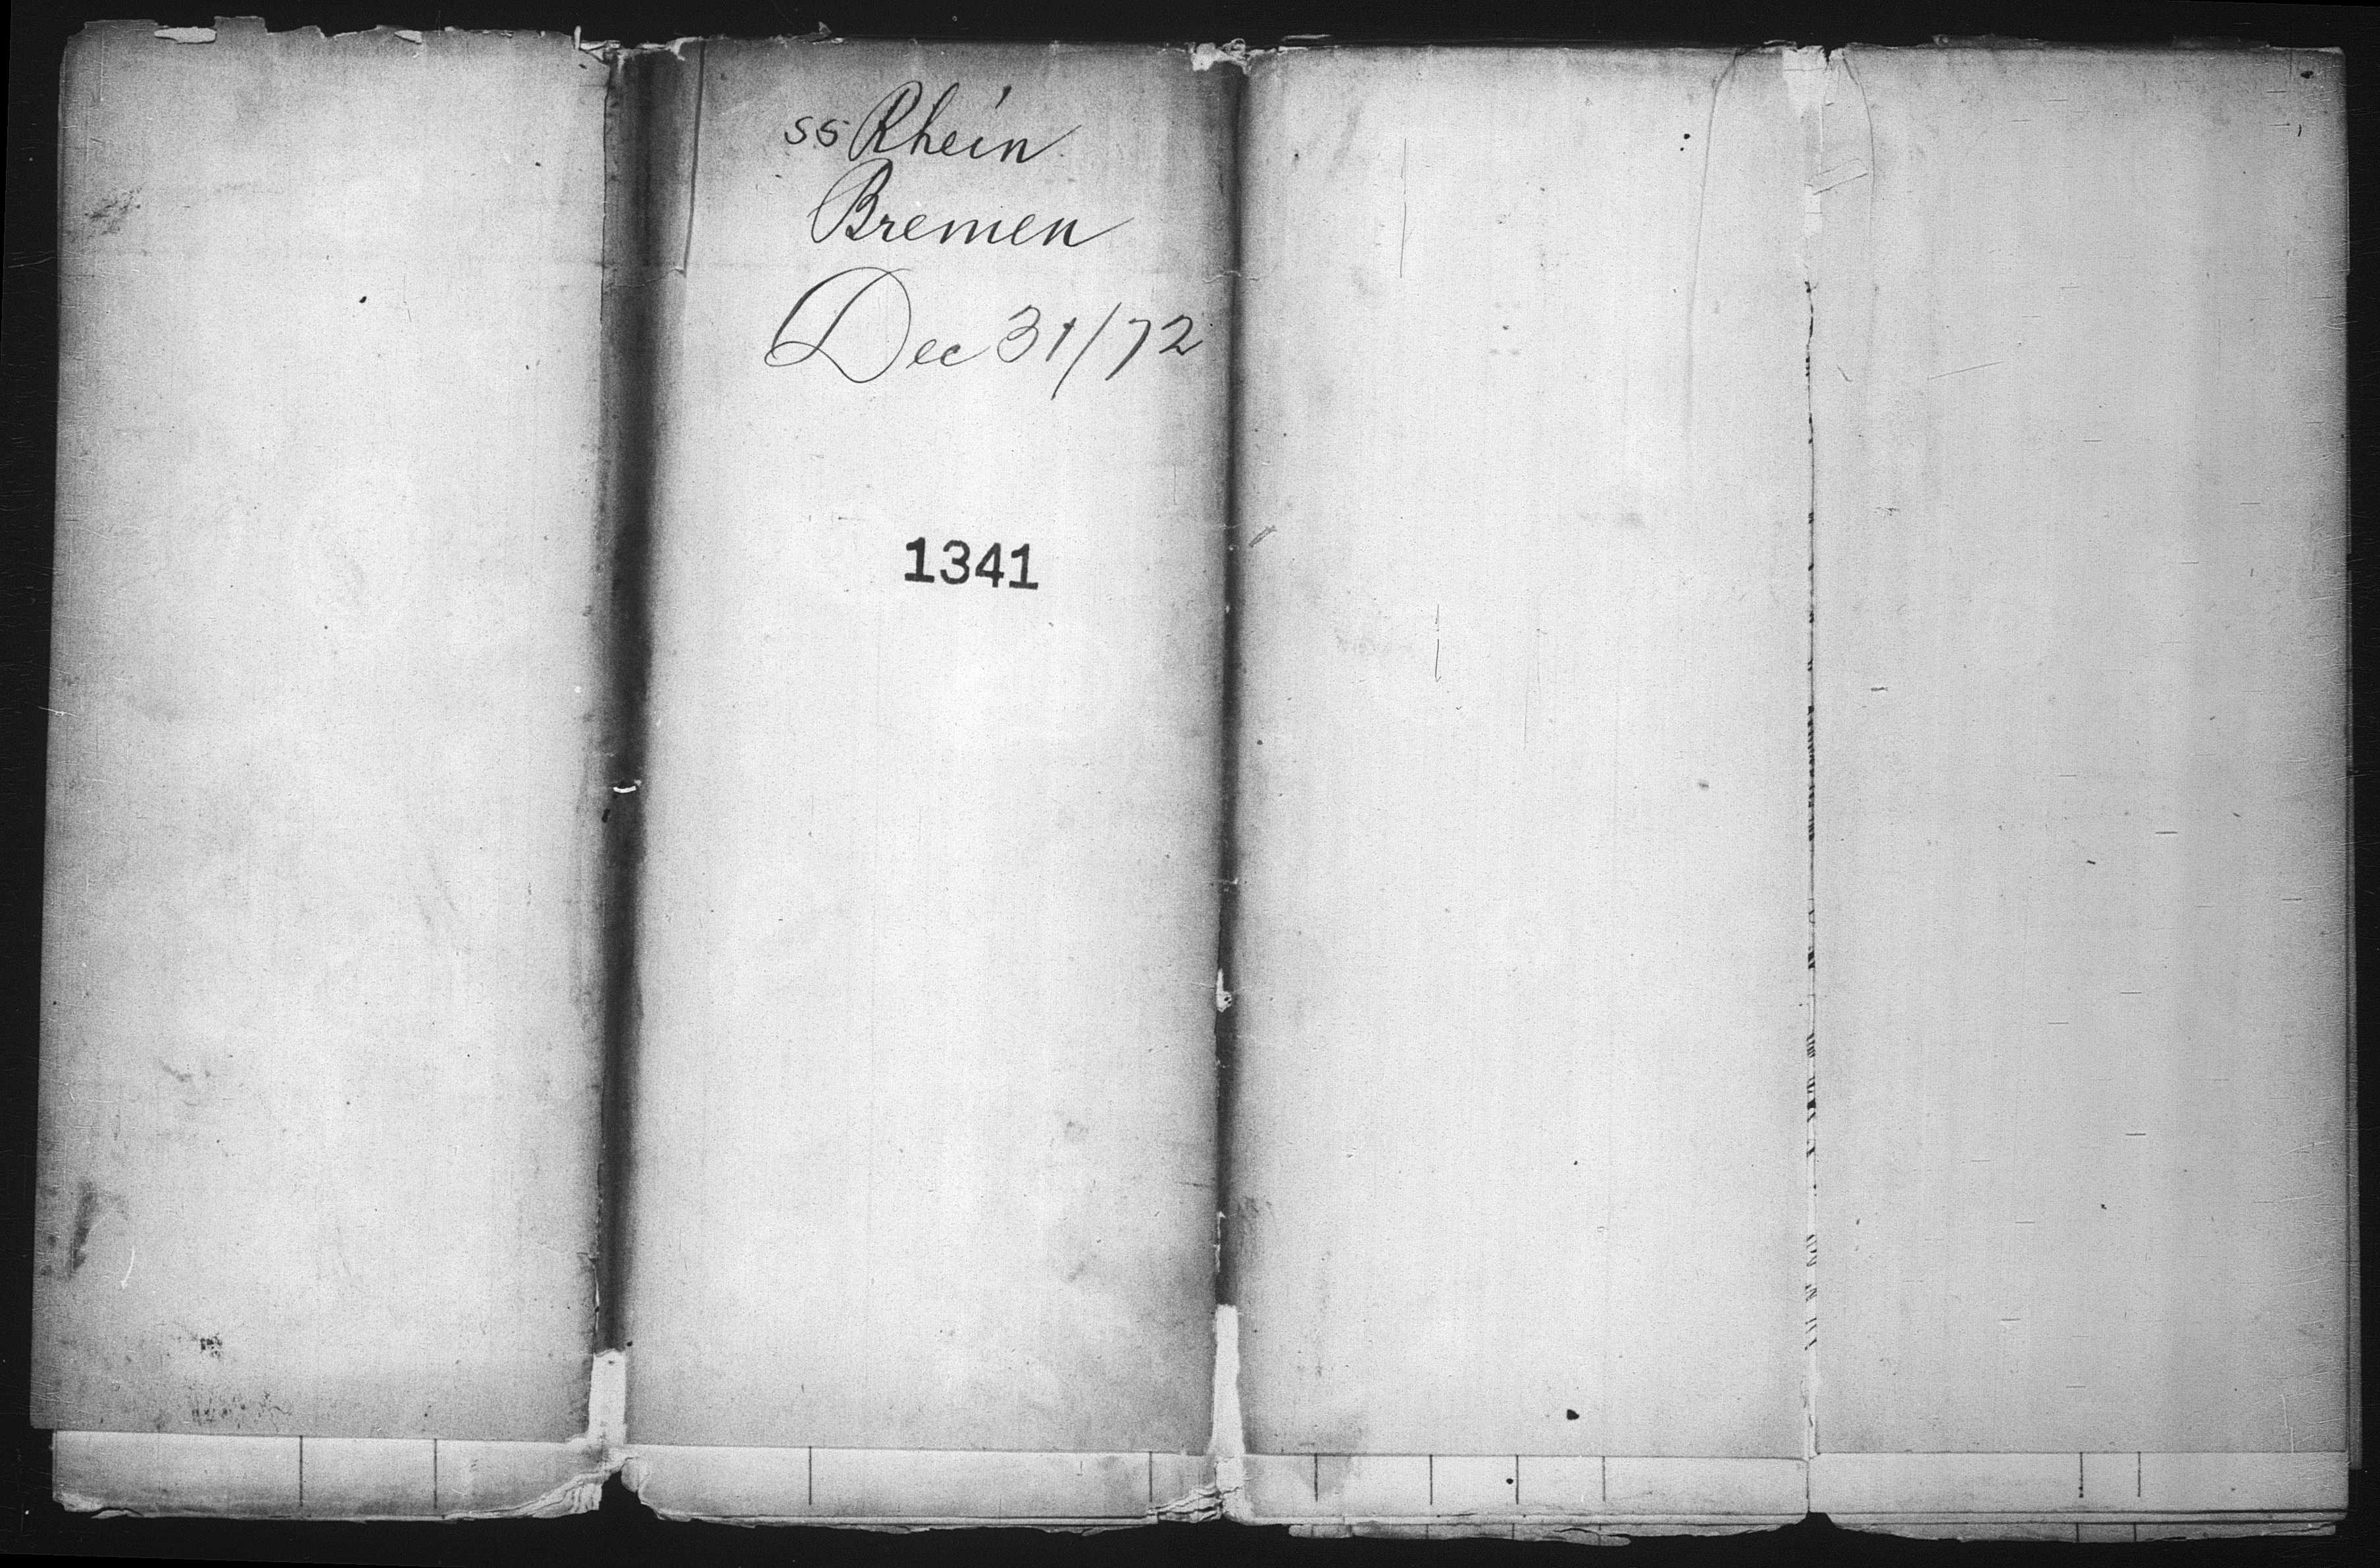 ss Rhein
Bremen
Dec 31/72
1341